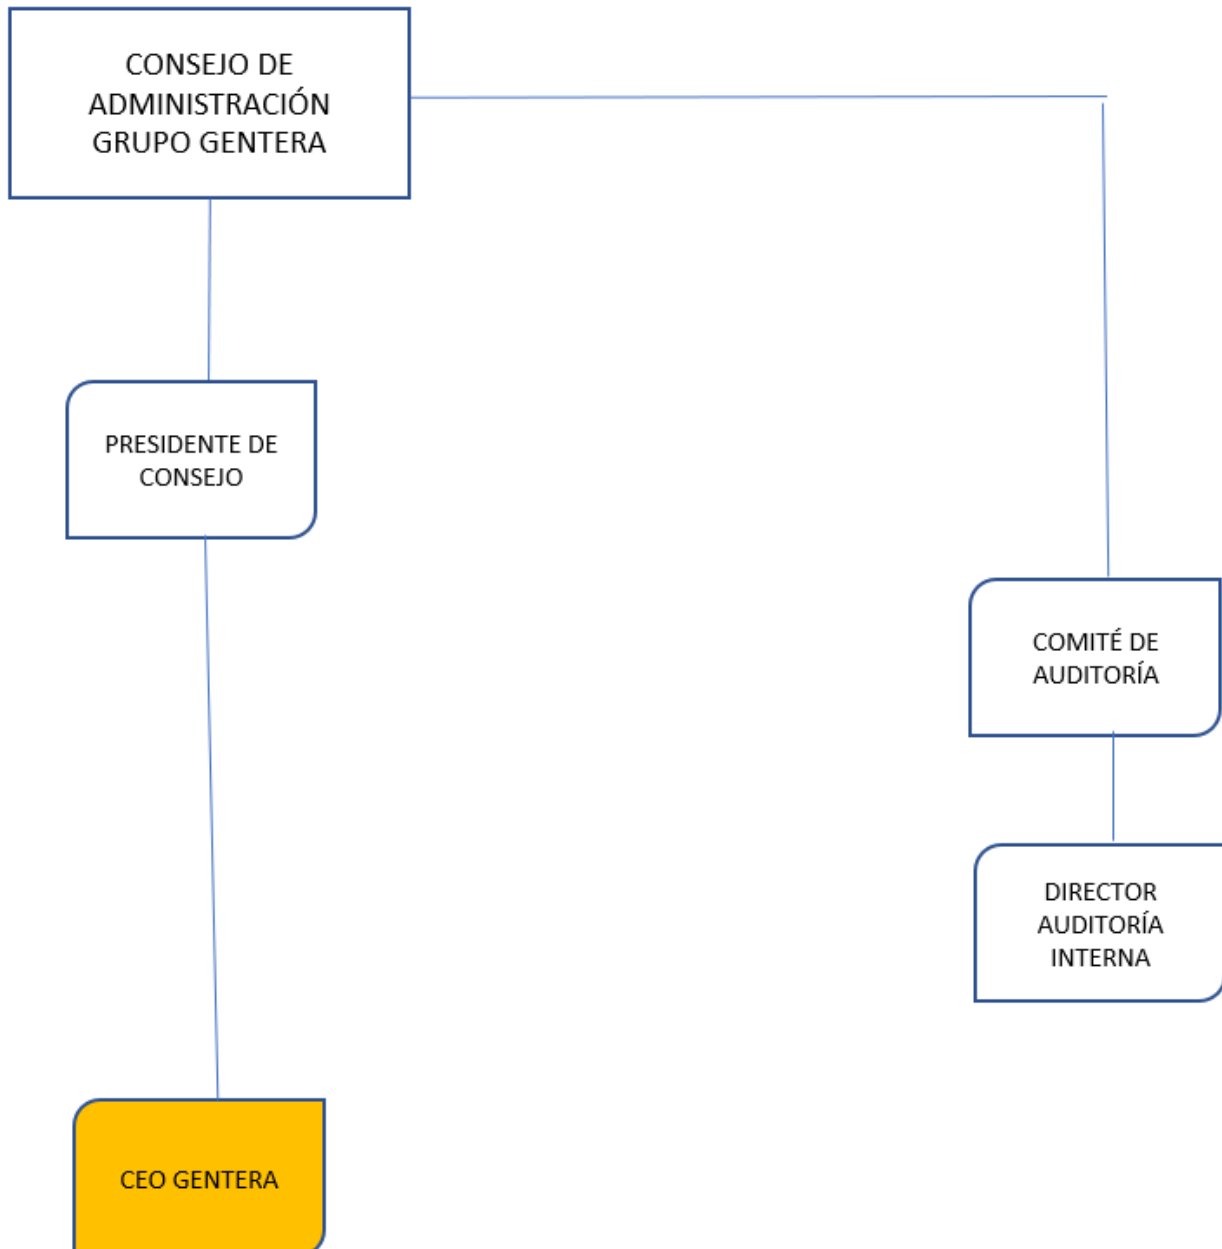 CONSEJO DE
ADMINISTRACIÓN
GRUPO GENTERA
PRESIDENTE DE
CONSEJO
COMITÉ DE
AUDITORÍA
DIRECTOR
AUDITORÍA
INTERNA
CEO GENTERA